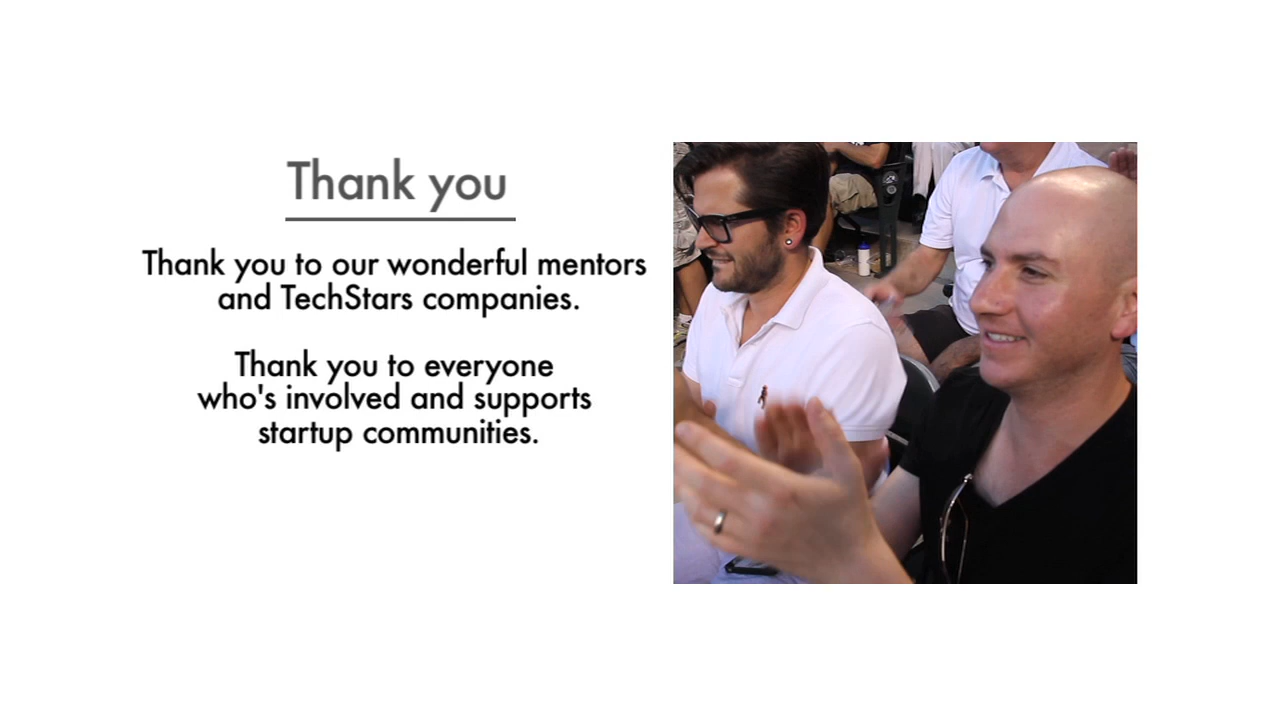 Thank you
Thank you to our wonderful mentors
and TechStars companies.
Thank you to everyone
who's involved and supports
startup communities.